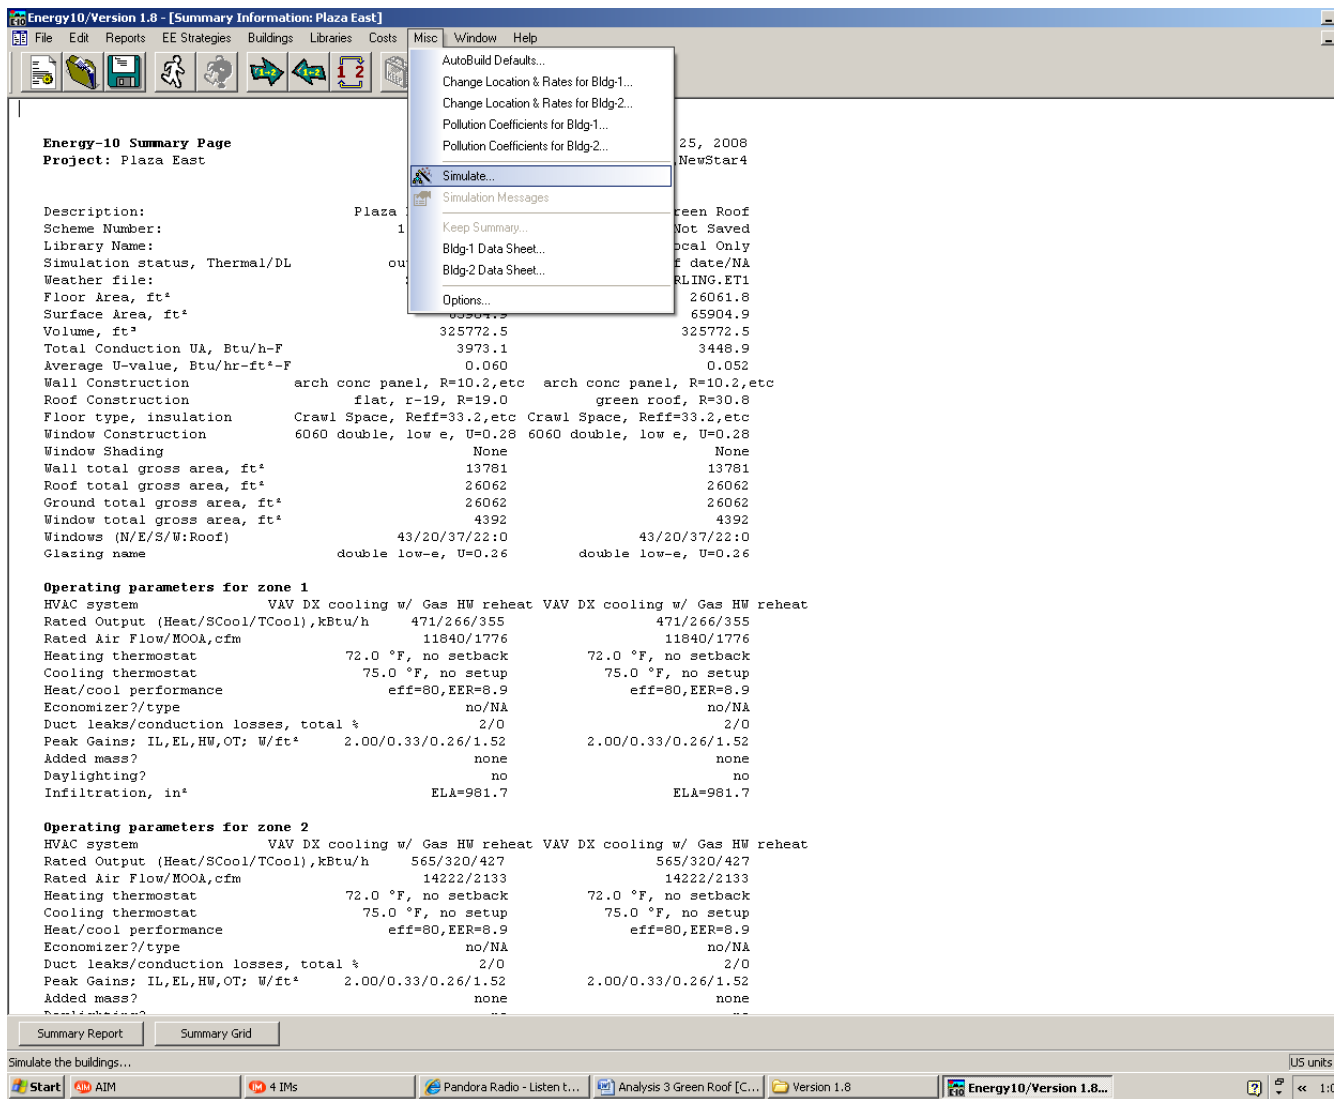 Energy10/Version 1.8 - [Summary Information: Plaza East]
File Edit Reports EE Strategies Buildings Libraries Costs Misc Window Help
AutoBuild Defaults...
Change Location & Rates for Bldg-1...
Change Location & Rates for Bldg-2...
Pollution Coefficients for Bldg-1...
Pollution Coefficients for Bldg-2...
Simulate...
Simulation Messages
Keep Summary...
Bldg-1 Data Sheet...
Bldg-2 Data Sheet...
Options...
Energy-10 Summary Page 25, 2008
Project: Plaza East ,NewStar4
Description: Plaza reen Roof
Scheme Number: 1 Not Saved
Library Name: ocal Only
Simulation status, Thermal/DL ou f date/NA
Weather file: RLING.ET1
Floor Area, ft² 26061.8
Surface Area, ft² 65904.9 65904.9
Volume, ft³ 325772.5 325772.5
Total Conduction UA, Btu/h-F 3973.1 3448.9
Average U-value, Btu/hr-ft²-F 0.060 0.052
Wall Construction arch conc panel, R=10.2,etc arch conc panel, R=10.2,etc
Roof Construction flat, r-19, R=19.0 green roof, R=30.8
Floor type, insulation Crawl Space, Reff=33.2,etc Crawl Space, Reff=33.2,etc
Window Construction 6060 double, low e, U=0.28 6060 double, low e, U=0.28
Window Shading None None
Wall total gross area, ft² 13781 13781
Roof total gross area, ft² 26062 26062
Ground total gross area, ft² 26062 26062
Window total gross area, ft² 4392 4392
Windows (N/E/S/W:Roof) 43/20/37/22:0 43/20/37/22:0
Glazing name double low-e, U=0.26 double low-e, U=0.26
Operating parameters for zone 1
HVAC system VAV DX cooling w/ Gas HW reheat VAV DX cooling w/ Gas HW reheat
Rated Output (Heat/SCool/TCool),kBtu/h 471/266/355 471/266/355
Rated Air Flow/MOOA,cfm 11840/1776 11840/1776
Heating thermostat 72.0 °F, no setback 72.0 °F, no setback
Cooling thermostat 75.0 °F, no setup 75.0 °F, no setup
Heat/cool performance eff=80,EER=8.9 eff=80,EER=8.9
Economizer?/type no/NA no/NA
Duct leaks/conduction losses, total % 2/0 2/0
Peak Gains; IL,EL,HW,OT; W/ft² 2.00/0.33/0.26/1.52 2.00/0.33/0.26/1.52
Added mass? none none
Daylighting? no no
Infiltration, in² ELA=981.7 ELA=981.7
Operating parameters for zone 2
HVAC system VAV DX cooling w/ Gas HW reheat VAV DX cooling w/ Gas HW reheat
Rated Output (Heat/SCool/TCool),kBtu/h 565/320/427 565/320/427
Rated Air Flow/MOOA,cfm 14222/2133 14222/2133
Heating thermostat 72.0 °F, no setback 72.0 °F, no setback
Cooling thermostat 75.0 °F, no setup 75.0 °F, no setup
Heat/cool performance eff=80,EER=8.9 eff=80,EER=8.9
Economizer?/type no/NA no/NA
Duct leaks/conduction losses, total % 2/0 2/0
Peak Gains; IL,EL,HW,OT; W/ft² 2.00/0.33/0.26/1.52 2.00/0.33/0.26/1.52
Added mass? none none
Summary Report Summary Grid
Simulate the buildings... US units
Start AIM 4 IMs Pandora Radio - Listen t... Analysis 3 Green Roof [C... Version 1.8 Energy10/Version 1.8... « 1:0